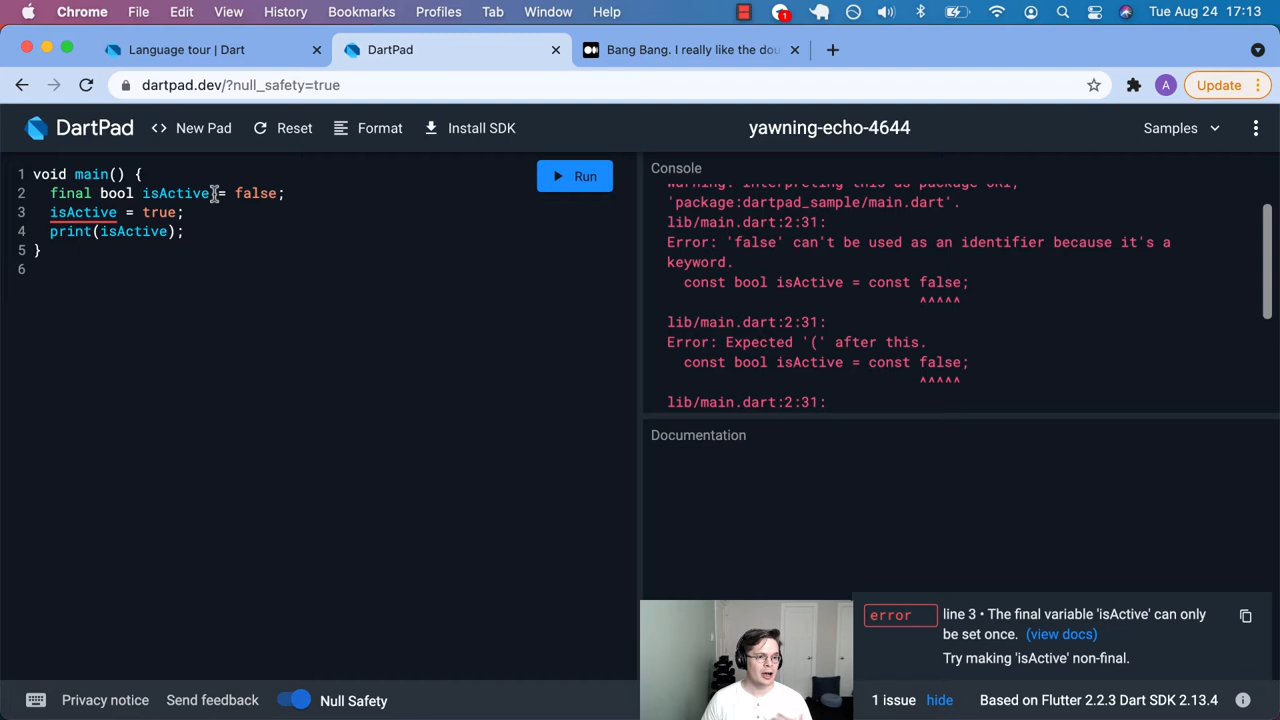 Chrome File Edit View History Bookmarks Profiles Tab Window Help 1 Tue Aug 24 17:13
Language tour | Dart DartPad Bang Bang. I really like the dou
dartpad.dev/?null_safety=true A Update
DartPad <> New Pad Reset Format Install SDK yawning-echo-4644 Samples
1 void main() {
2 final bool isActive = false;
3 isActive = true;
4 print(isActive);
5 }
6
Run
Console
'package:dartpad_sample/main.dart'.
lib/main.dart:2:31:
Error: 'false' can't be used as an identifier because it's a
keyword.
const bool isActive = const false;
^^^^^
lib/main.dart:2:31:
Error: Expected '(' after this.
const bool isActive = const false;
^^^^^
lib/main.dart:2:31:
Documentation
error line 3 • The final variable 'isActive' can only
be set once. (view docs)
Try making 'isActive' non-final.
Privacy notice Send feedback Null Safety 1 issue hide Based on Flutter 2.2.3 Dart SDK 2.13.4